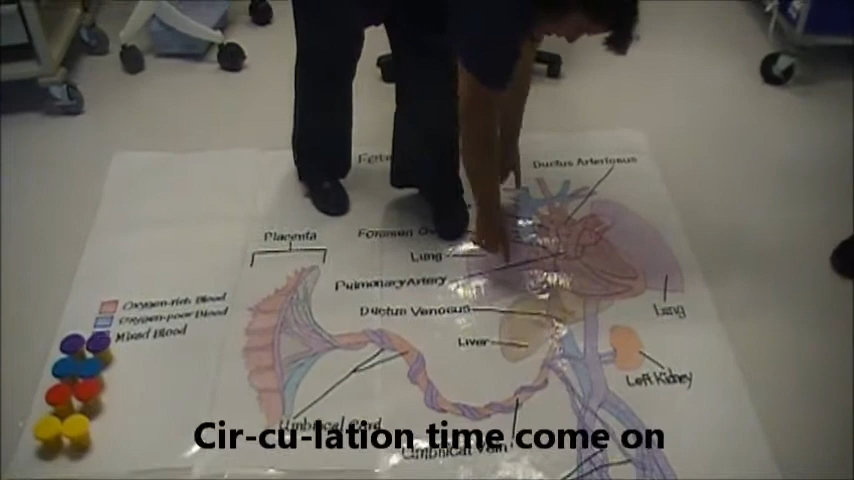 Ductus Arteriosus
Placenta
Foramen
Lung
Pulmonary Artery
Oxygen-rich Blood
Oxygen-poor Blood
Mixed Blood
Ductus Venosus
Lung
Liver
Left Kidney
Umbilical Cord
Umbilical Vein
Cir-cu-lation time come on